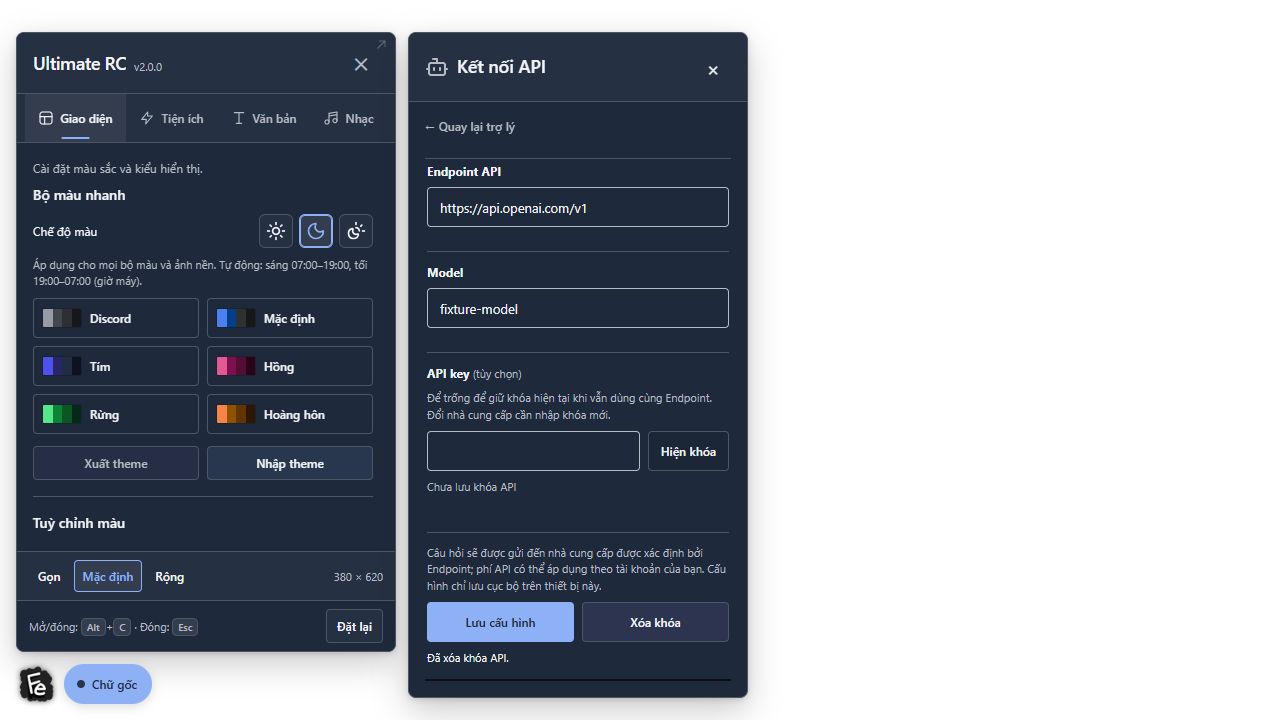 Ultimate RC v2.0.0
Giao diện
Tiện ích
Văn bản
Nhạc
Cài đặt màu sắc và kiểu hiển thị.
Bộ màu nhanh
Chế độ màu
Áp dụng cho mọi bộ màu và ảnh nền. Tự động: sáng 07:00–19:00, tối
19:00–07:00 (giờ máy).
Discord
Mặc định
Tím
Hồng
Rừng
Hoàng hôn
Xuất theme
Nhập theme
Tuỳ chỉnh màu
Gọn
Mặc định
Rộng
380 × 620
Mở/đóng: Alt + C · Đóng: Esc
Đặt lại
Fe
Chữ gốc
Kết nối API
← Quay lại trợ lý
Endpoint API
https://api.openai.com/v1
Model
fixture-model
API key (tùy chọn)
Để trống để giữ khóa hiện tại khi vẫn dùng cùng Endpoint.
Đổi nhà cung cấp cần nhập khóa mới.
Hiện khóa
Chưa lưu khóa API
Câu hỏi sẽ được gửi đến nhà cung cấp được xác định bởi
Endpoint; phí API có thể áp dụng theo tài khoản của bạn. Cấu
hình chỉ lưu cục bộ trên thiết bị này.
Lưu cấu hình
Xóa khóa
Đã xóa khóa API.